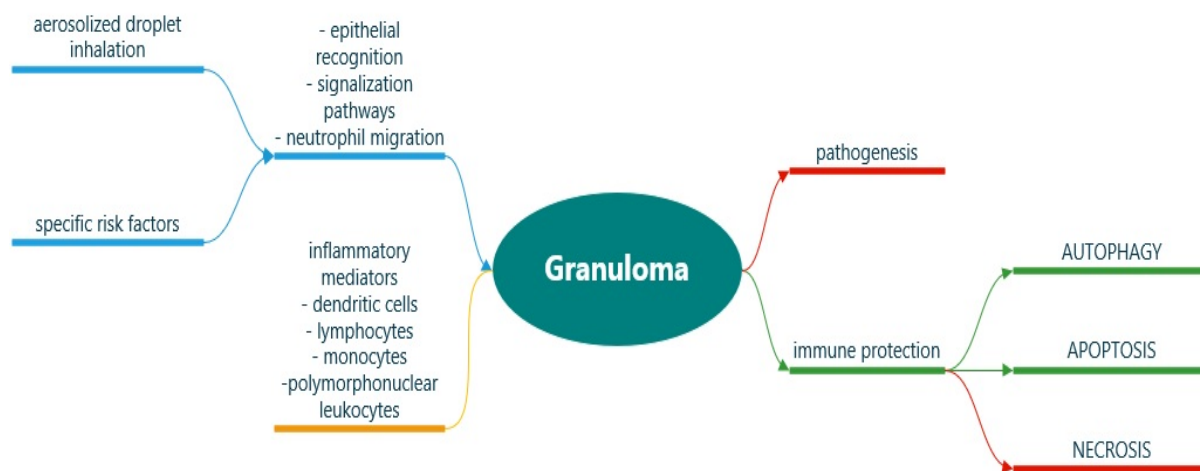 aerosolized droplet
inhalation
specific risk factors
- epithelial
recognition
- signalization
pathways
- neutrophil migration
inflammatory
mediators
- dendritic cells
- lymphocytes
- monocytes
-polymorphonuclear
leukocytes
Granuloma
pathogenesis
immune protection
AUTOPHAGY
APOPTOSIS
NECROSIS